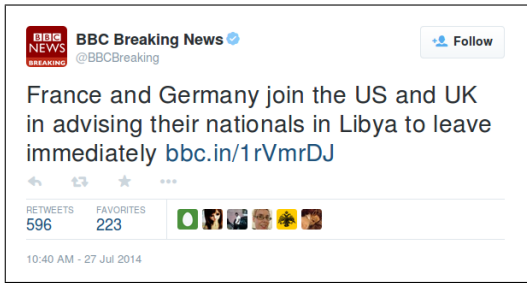 BBC
NEWS
BREAKING
BBC Breaking News
@BBCBreaking
Follow
France and Germany join the US and UK
in advising their nationals in Libya to leave
immediately bbc.in/1rVmrDJ
RETWEETS FAVORITES
596 223
10:40 AM - 27 Jul 2014